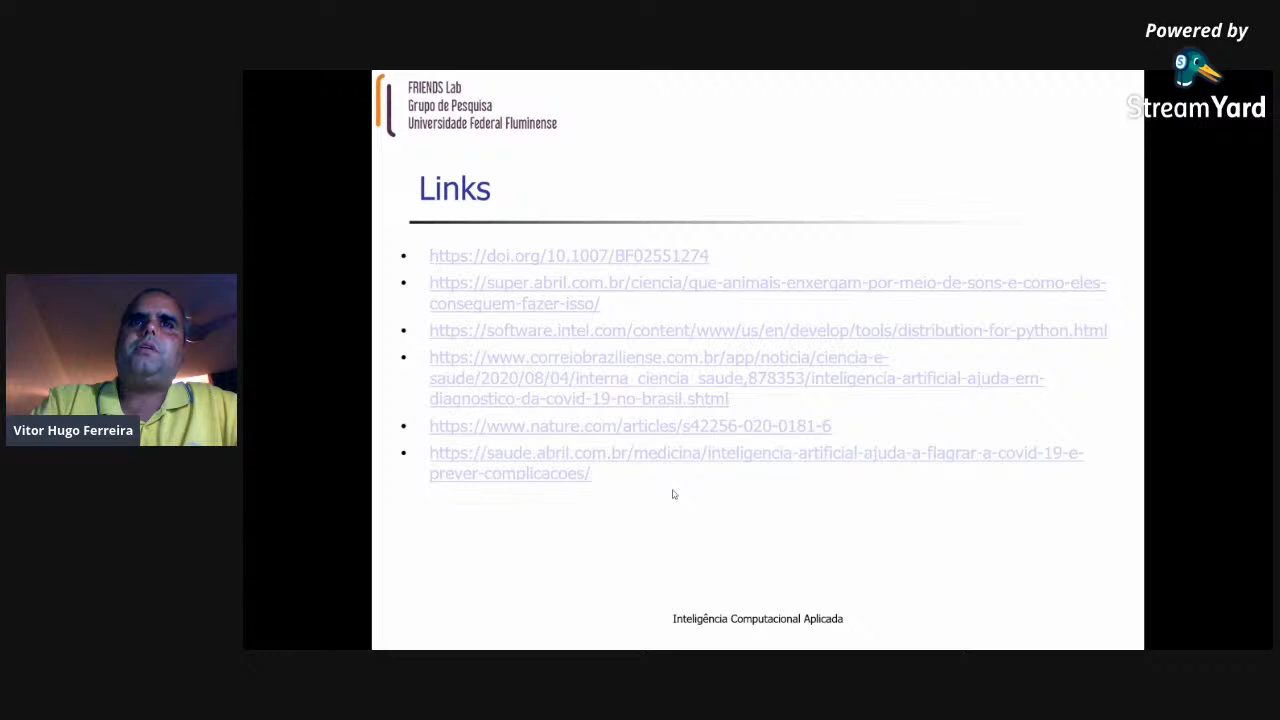 Powered by
StreamYard
FRIENDS Lab
Grupo de Pesquisa
Universidade Federal Fluminense
Links
https://doi.org/10.1007/BF02551274
https://super.abril.com.br/ciencia/que-animais-enxergam-por-meio-de-sons-e-como-eles-
conseguem-fazer-isso/
https://software.intel.com/content/www/us/en/develop/tools/distribution-for-python.html
https://www.correiobraziliense.com.br/app/noticia/ciencia-e-
saude/2020/08/04/interna_ciencia_saude,878353/inteligencia-artificial-ajuda-em-
diagnostico-da-covid-19-no-brasil.shtml
https://www.nature.com/articles/s42256-020-0181-6
https://saude.abril.com.br/medicina/inteligencia-artificial-ajuda-a-flagrar-a-covid-19-e-
prever-complicacoes/
Vitor Hugo Ferreira
Inteligência Computacional Aplicada